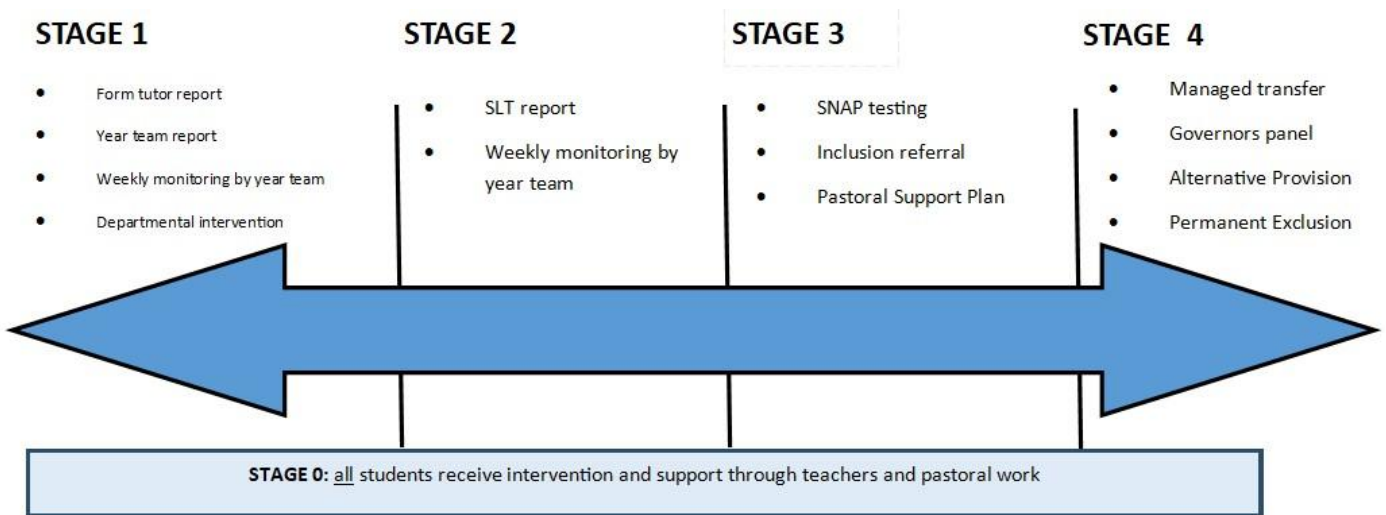 STAGE 1
• Form tutor report
• Year team report
• Weekly monitoring by year team
• Departmental intervention
STAGE 2
• SLT report
• Weekly monitoring by
year team
STAGE 3
• SNAP testing
• Inclusion referral
• Pastoral Support Plan
STAGE 4
• Managed transfer
• Governors panel
• Alternative Provision
• Permanent Exclusion
STAGE 0: all students receive intervention and support through teachers and pastoral work